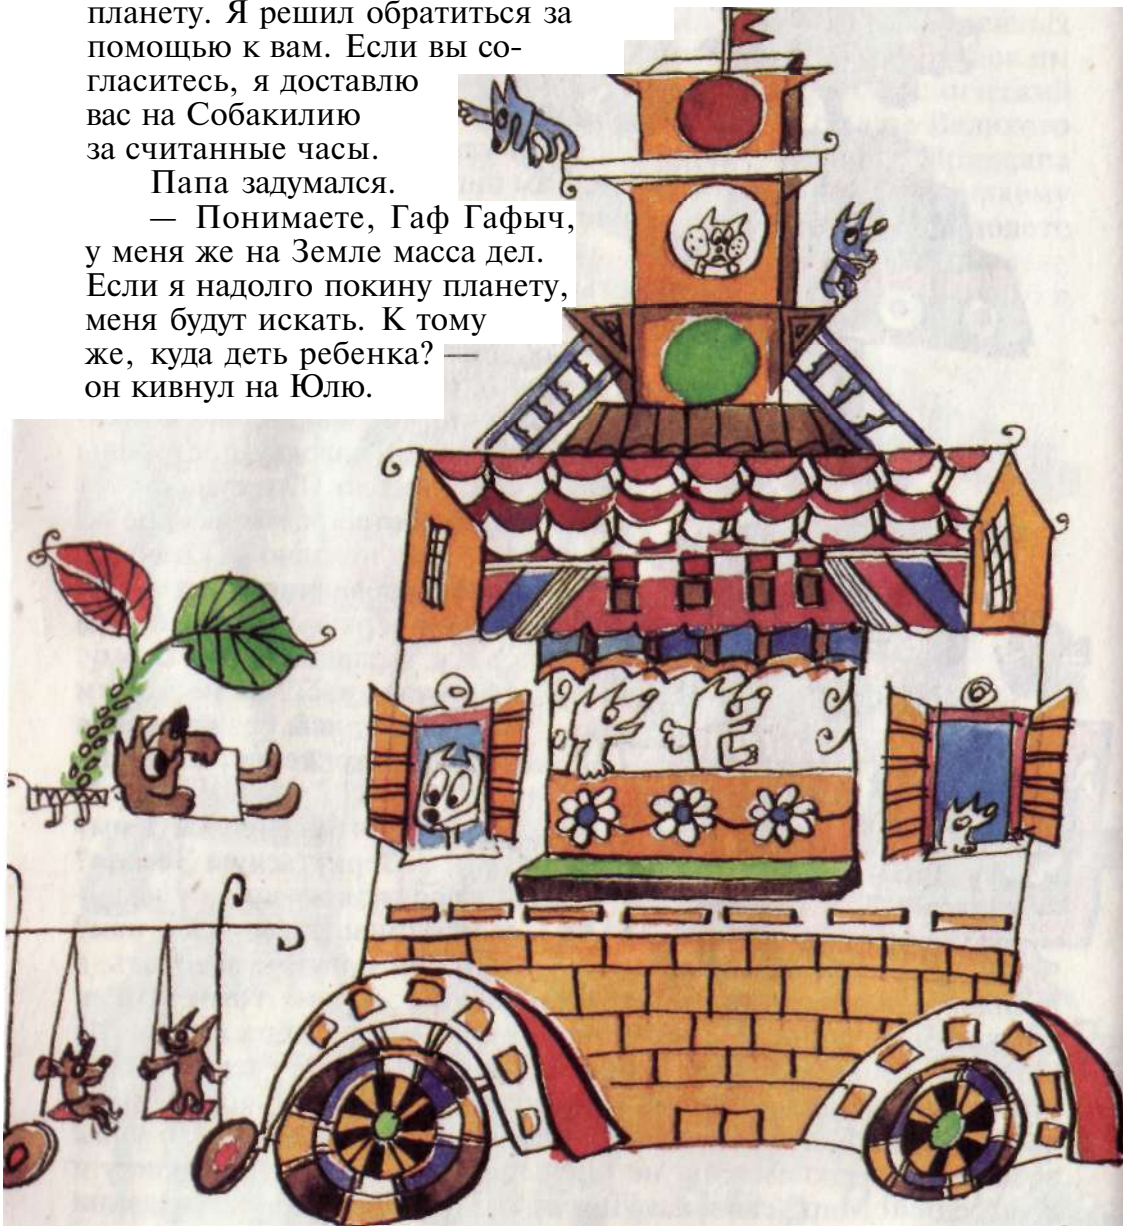 планету. Я решил обратиться за
помощью к вам. Если вы со-
гласитесь, я доставлю
вас на Собакилию
за считанные часы.
Папа задумался.
— Понимаете, Гаф Гафыч,
у меня же на Земле масса дел.
Если я надолго покину планету,
меня будут искать. К тому
же, куда деть ребенка? —
он кивнул на Юлю.